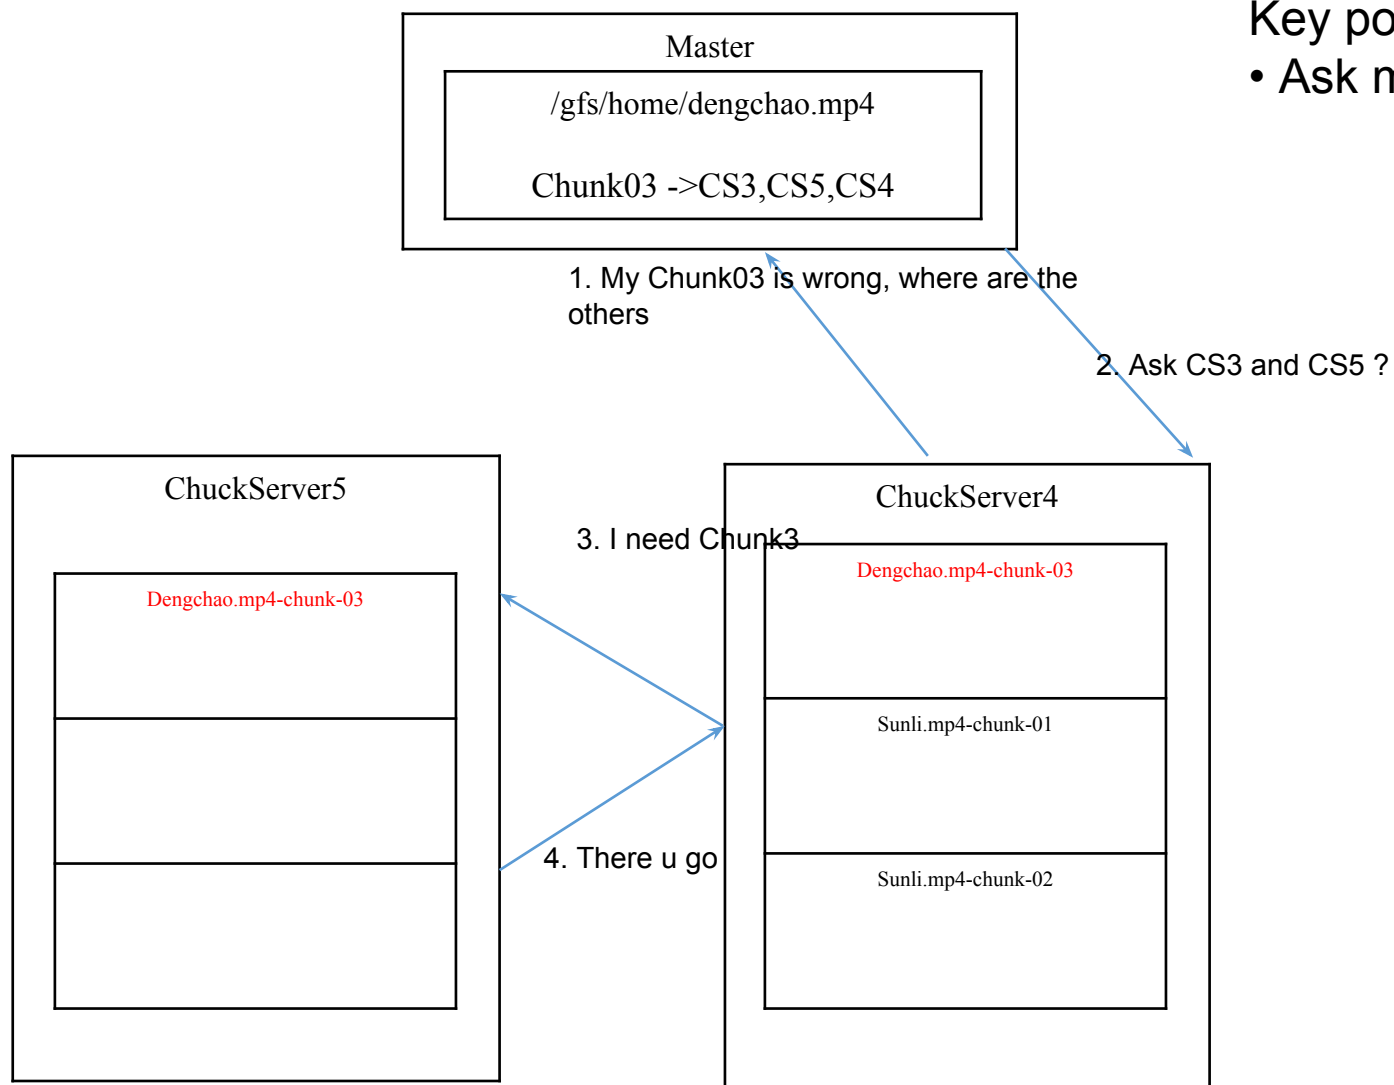 Key po
• Ask m
Master
/gfs/home/dengchao.mp4
Chunk03 ->CS3,CS5,CS4
1. My Chunk03 is wrong, where are the
others
2. Ask CS3 and CS5 ?
ChuckServer5
Dengchao.mp4-chunk-03
3. I need Chunk3
ChuckServer4
Dengchao.mp4-chunk-03
Sunli.mp4-chunk-01
4. There u go
Sunli.mp4-chunk-02